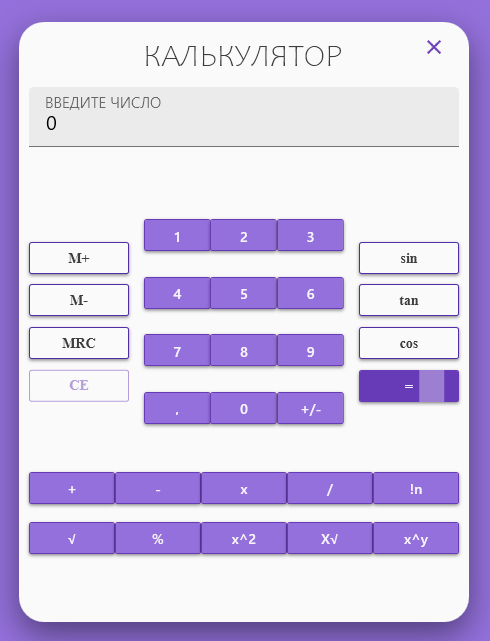 КАЛЬКУЛЯТОР ×
ВВЕДИТЕ ЧИСЛО
0
1 2 3
M+ sin
4 5 6
M- tan
7 8 9
MRC cos
CE =
, 0 +/-
+ - x / !n
√ % x^2 X√ x^y